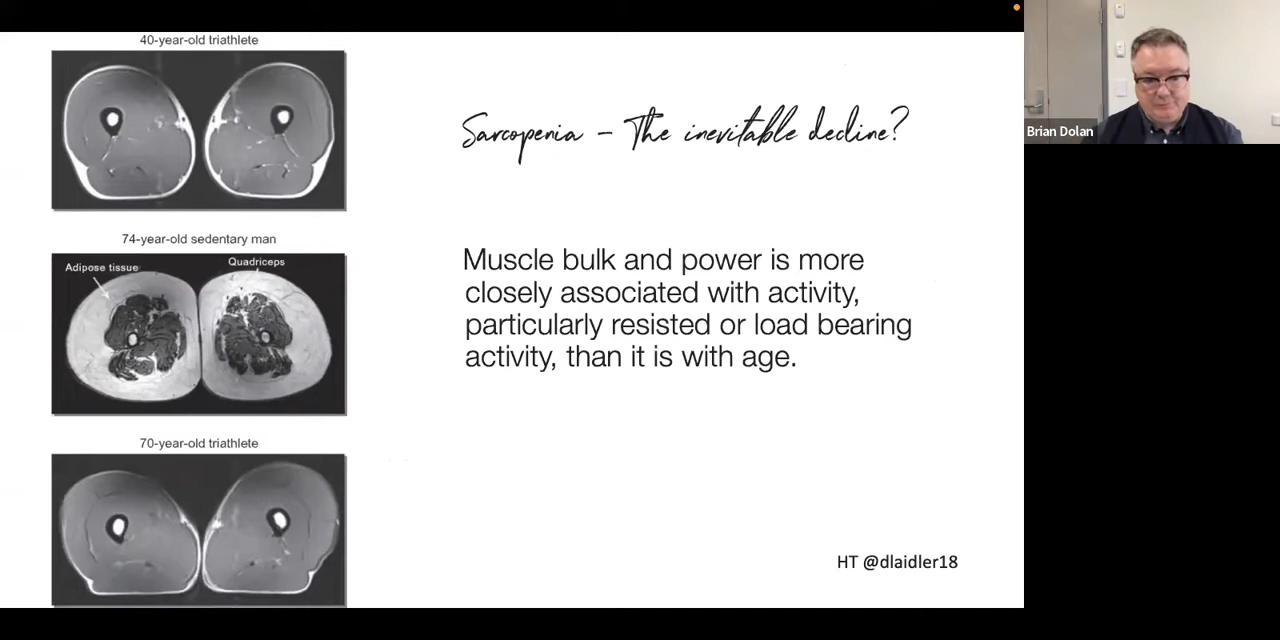 40-year-old triathlete
74-year-old sedentary man
Adipose tissue
Quadriceps
70-year-old triathlete
Sarcopenia – The inevitable decline?
Muscle bulk and power is more
closely associated with activity,
particularly resisted or load bearing
activity, than it is with age.
HT @dlaidler18
Brian Dolan